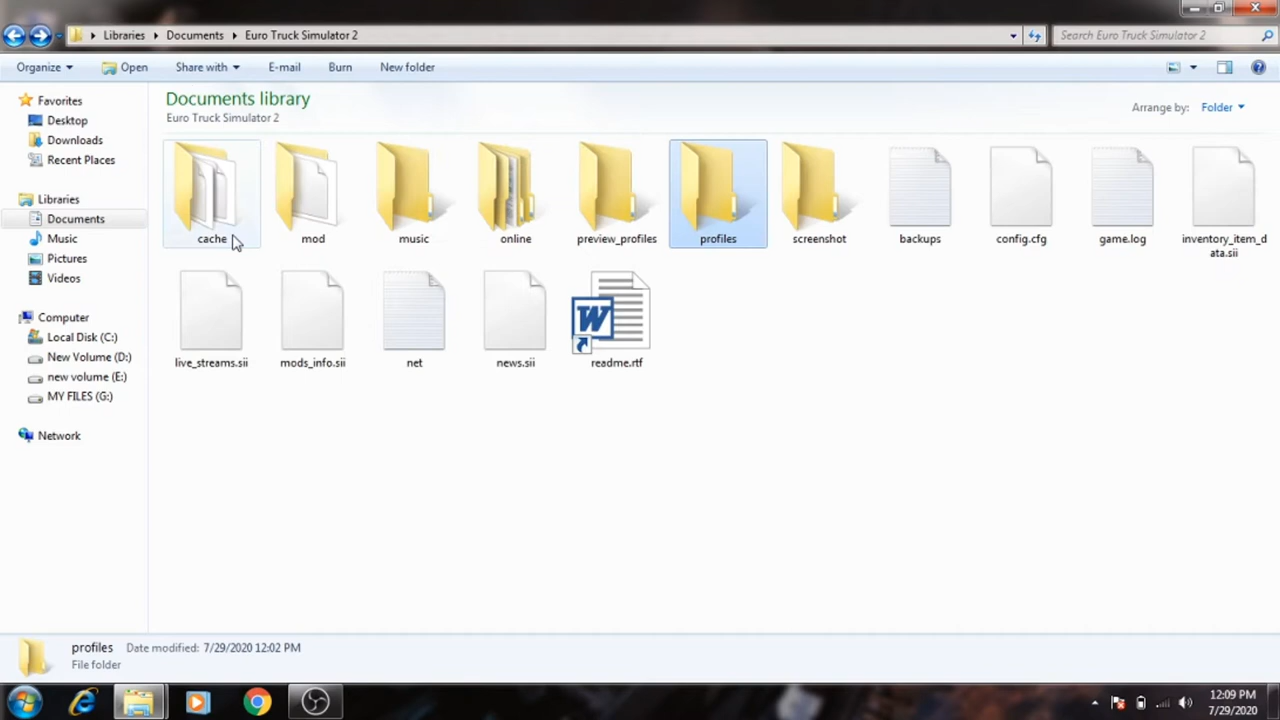 Libraries Documents Euro Truck Simulator 2
Search Euro Truck Simulator 2
Organize Open Share with E-mail Burn New folder
Documents library
Euro Truck Simulator 2
Arrange by: Folder
Favorites
Desktop
Downloads
Recent Places
Libraries
Documents
Music
Pictures
Videos
Computer
Local Disk (C:)
New Volume (D:)
new volume (E:)
MY FILES (G:)
Network
cache
mod
music
online
preview_profiles
profiles
screenshot
backups
config.cfg
game.log
inventory_item_d
ata.sii
live_streams.sii
mods_info.sii
net
news.sii
W
readme.rtf
profiles Date modified: 7/29/2020 12:02 PM
File folder
12:09 PM
7/29/2020